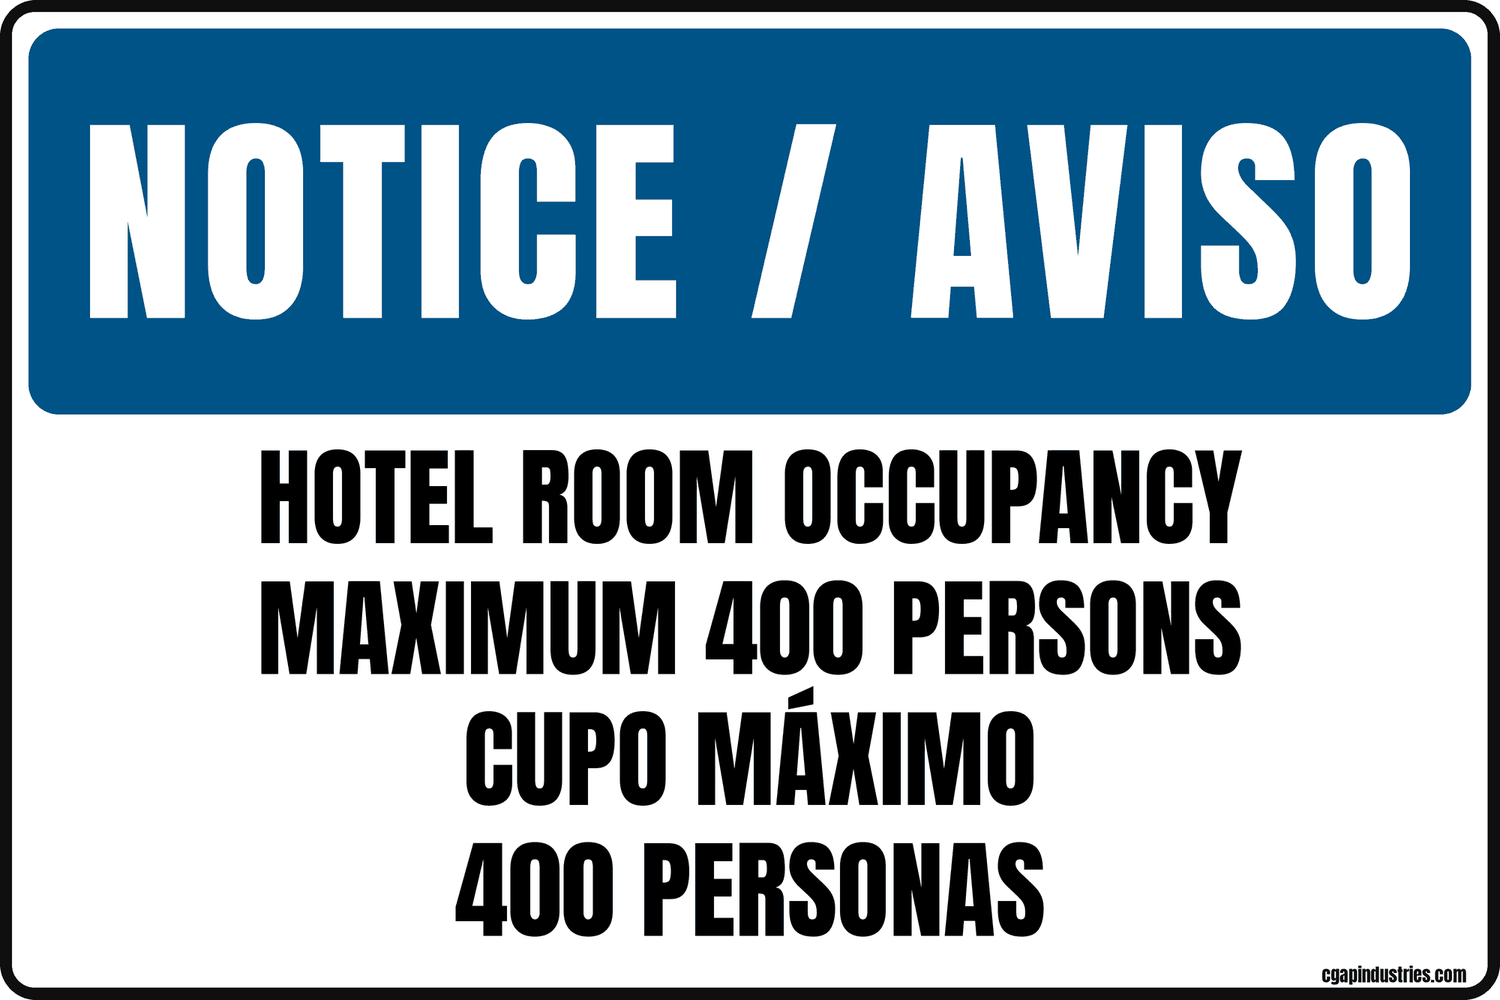 NOTICE / AVISO
HOTEL ROOM OCCUPANCY
MAXIMUM 400 PERSONS
CUPO MÁXIMO
400 PERSONAS
cgapindustries.com